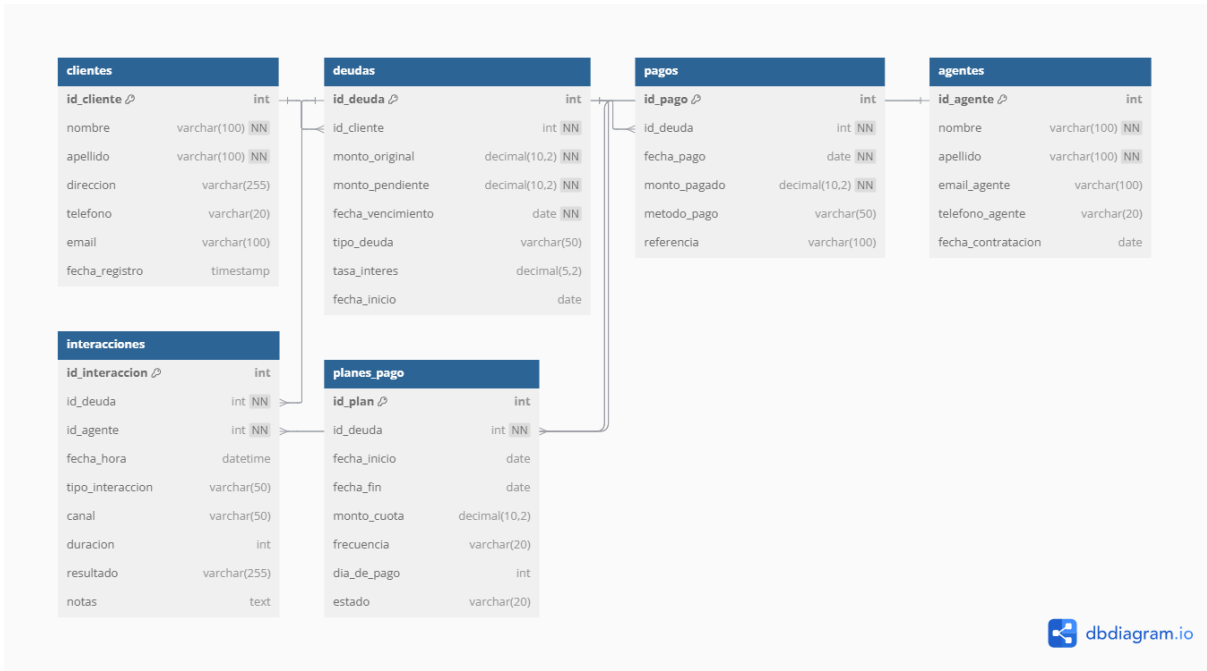 clientes
id_cliente int
nombre varchar(100) NN
apellido varchar(100) NN
direccion varchar(255)
telefono varchar(20)
email varchar(100)
fecha_registro timestamp
deudas
id_deuda int
id_cliente int NN
monto_original decimal(10,2) NN
monto_pendiente decimal(10,2) NN
fecha_vencimiento date NN
tipo_deuda varchar(50)
tasa_interes decimal(5,2)
fecha_inicio date
pagos
id_pago int
id_deuda int NN
fecha_pago date NN
monto_pagado decimal(10,2) NN
metodo_pago varchar(50)
referencia varchar(100)
agentes
id_agente int
nombre varchar(100) NN
apellido varchar(100) NN
email_agente varchar(100)
telefono_agente varchar(20)
fecha_contratacion date
interacciones
id_interaccion int
id_deuda int NN
id_agente int NN
fecha_hora datetime
tipo_interaccion varchar(50)
canal varchar(50)
duracion int
resultado varchar(255)
notas text
planes_pago
id_plan int
id_deuda int NN
fecha_inicio date
fecha_fin date
monto_cuota decimal(10,2)
frecuencia varchar(20)
dia_de_pago int
estado varchar(20)
dbdiagram.io